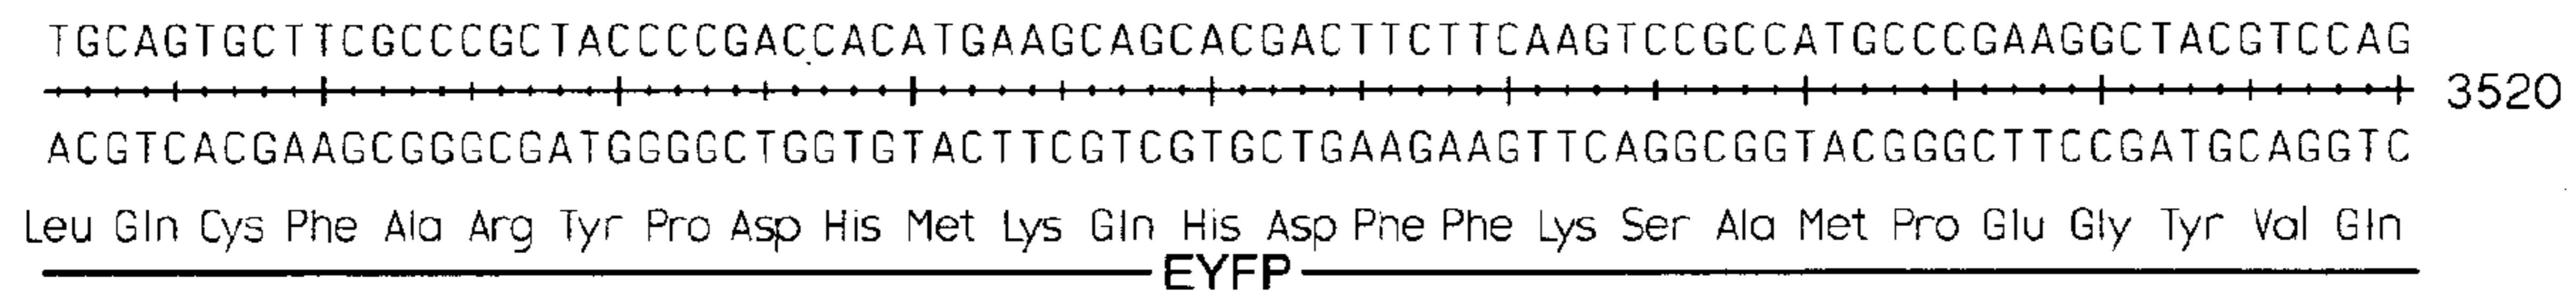 TGCAGTGCTTCGCCCGCTACCCCGACCACATGAAGCAGCACGACTTCTTCAAGTCCGCCATGCCCGAAGGCTACGTCCAG
3520
ACGTCACGAAGCGGGCGATGGGGCTGGTGTACTTCGTCGTGCTGAAGAAGTTCAGGCGGTACGGGCTTCCGATGCAGGTC
Leu Gln Cys Phe Ala Arg Tyr Pro Asp His Met Lys Gln His Asp Phe Phe Lys Ser Ala Met Pro Glu Gly Tyr Val Gln
EYFP